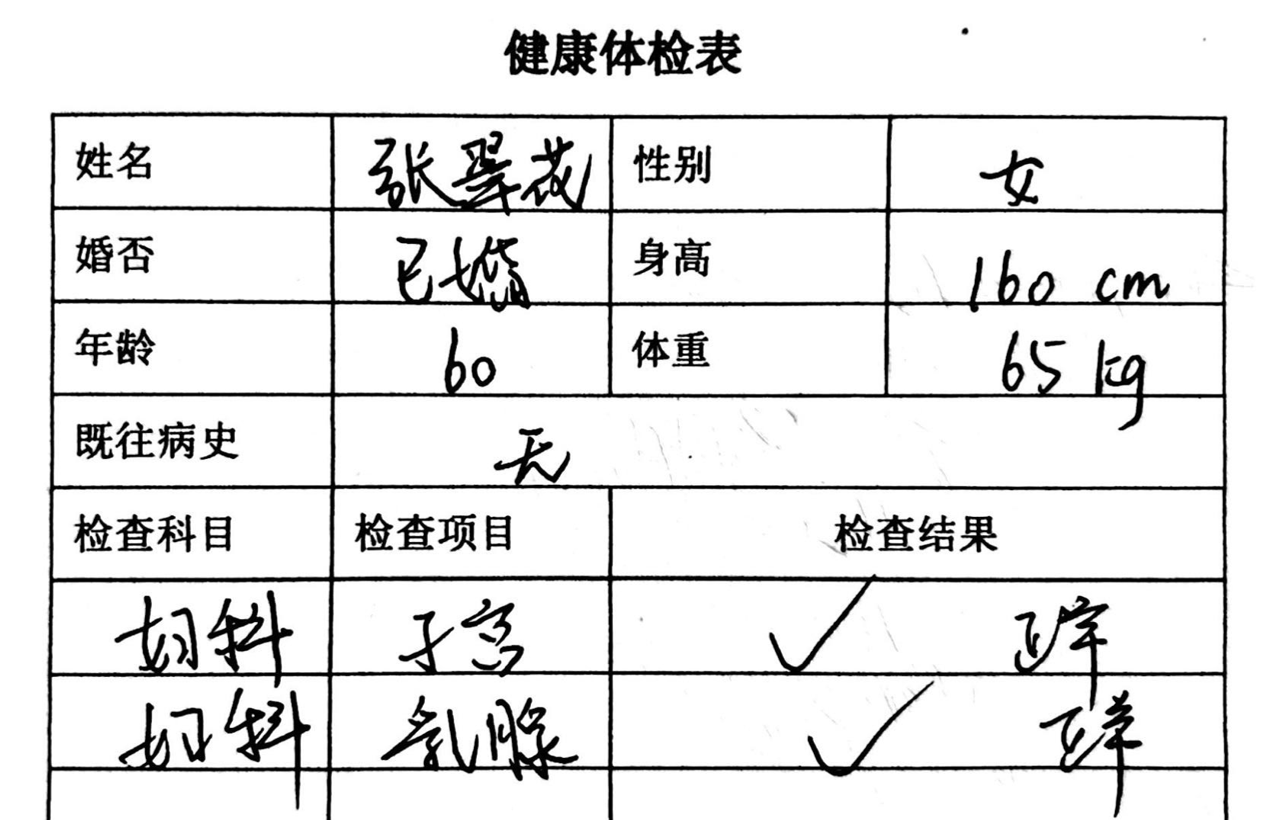 健康体检表
姓名 张翠花 性别 女
婚否 已婚 身高 160 cm
年龄 60 体重 65 kg
既往病史 无
检查科目 检查项目 检查结果
妇科 子宫 ✓ 正常
妇科 乳腺 ✓ 正常